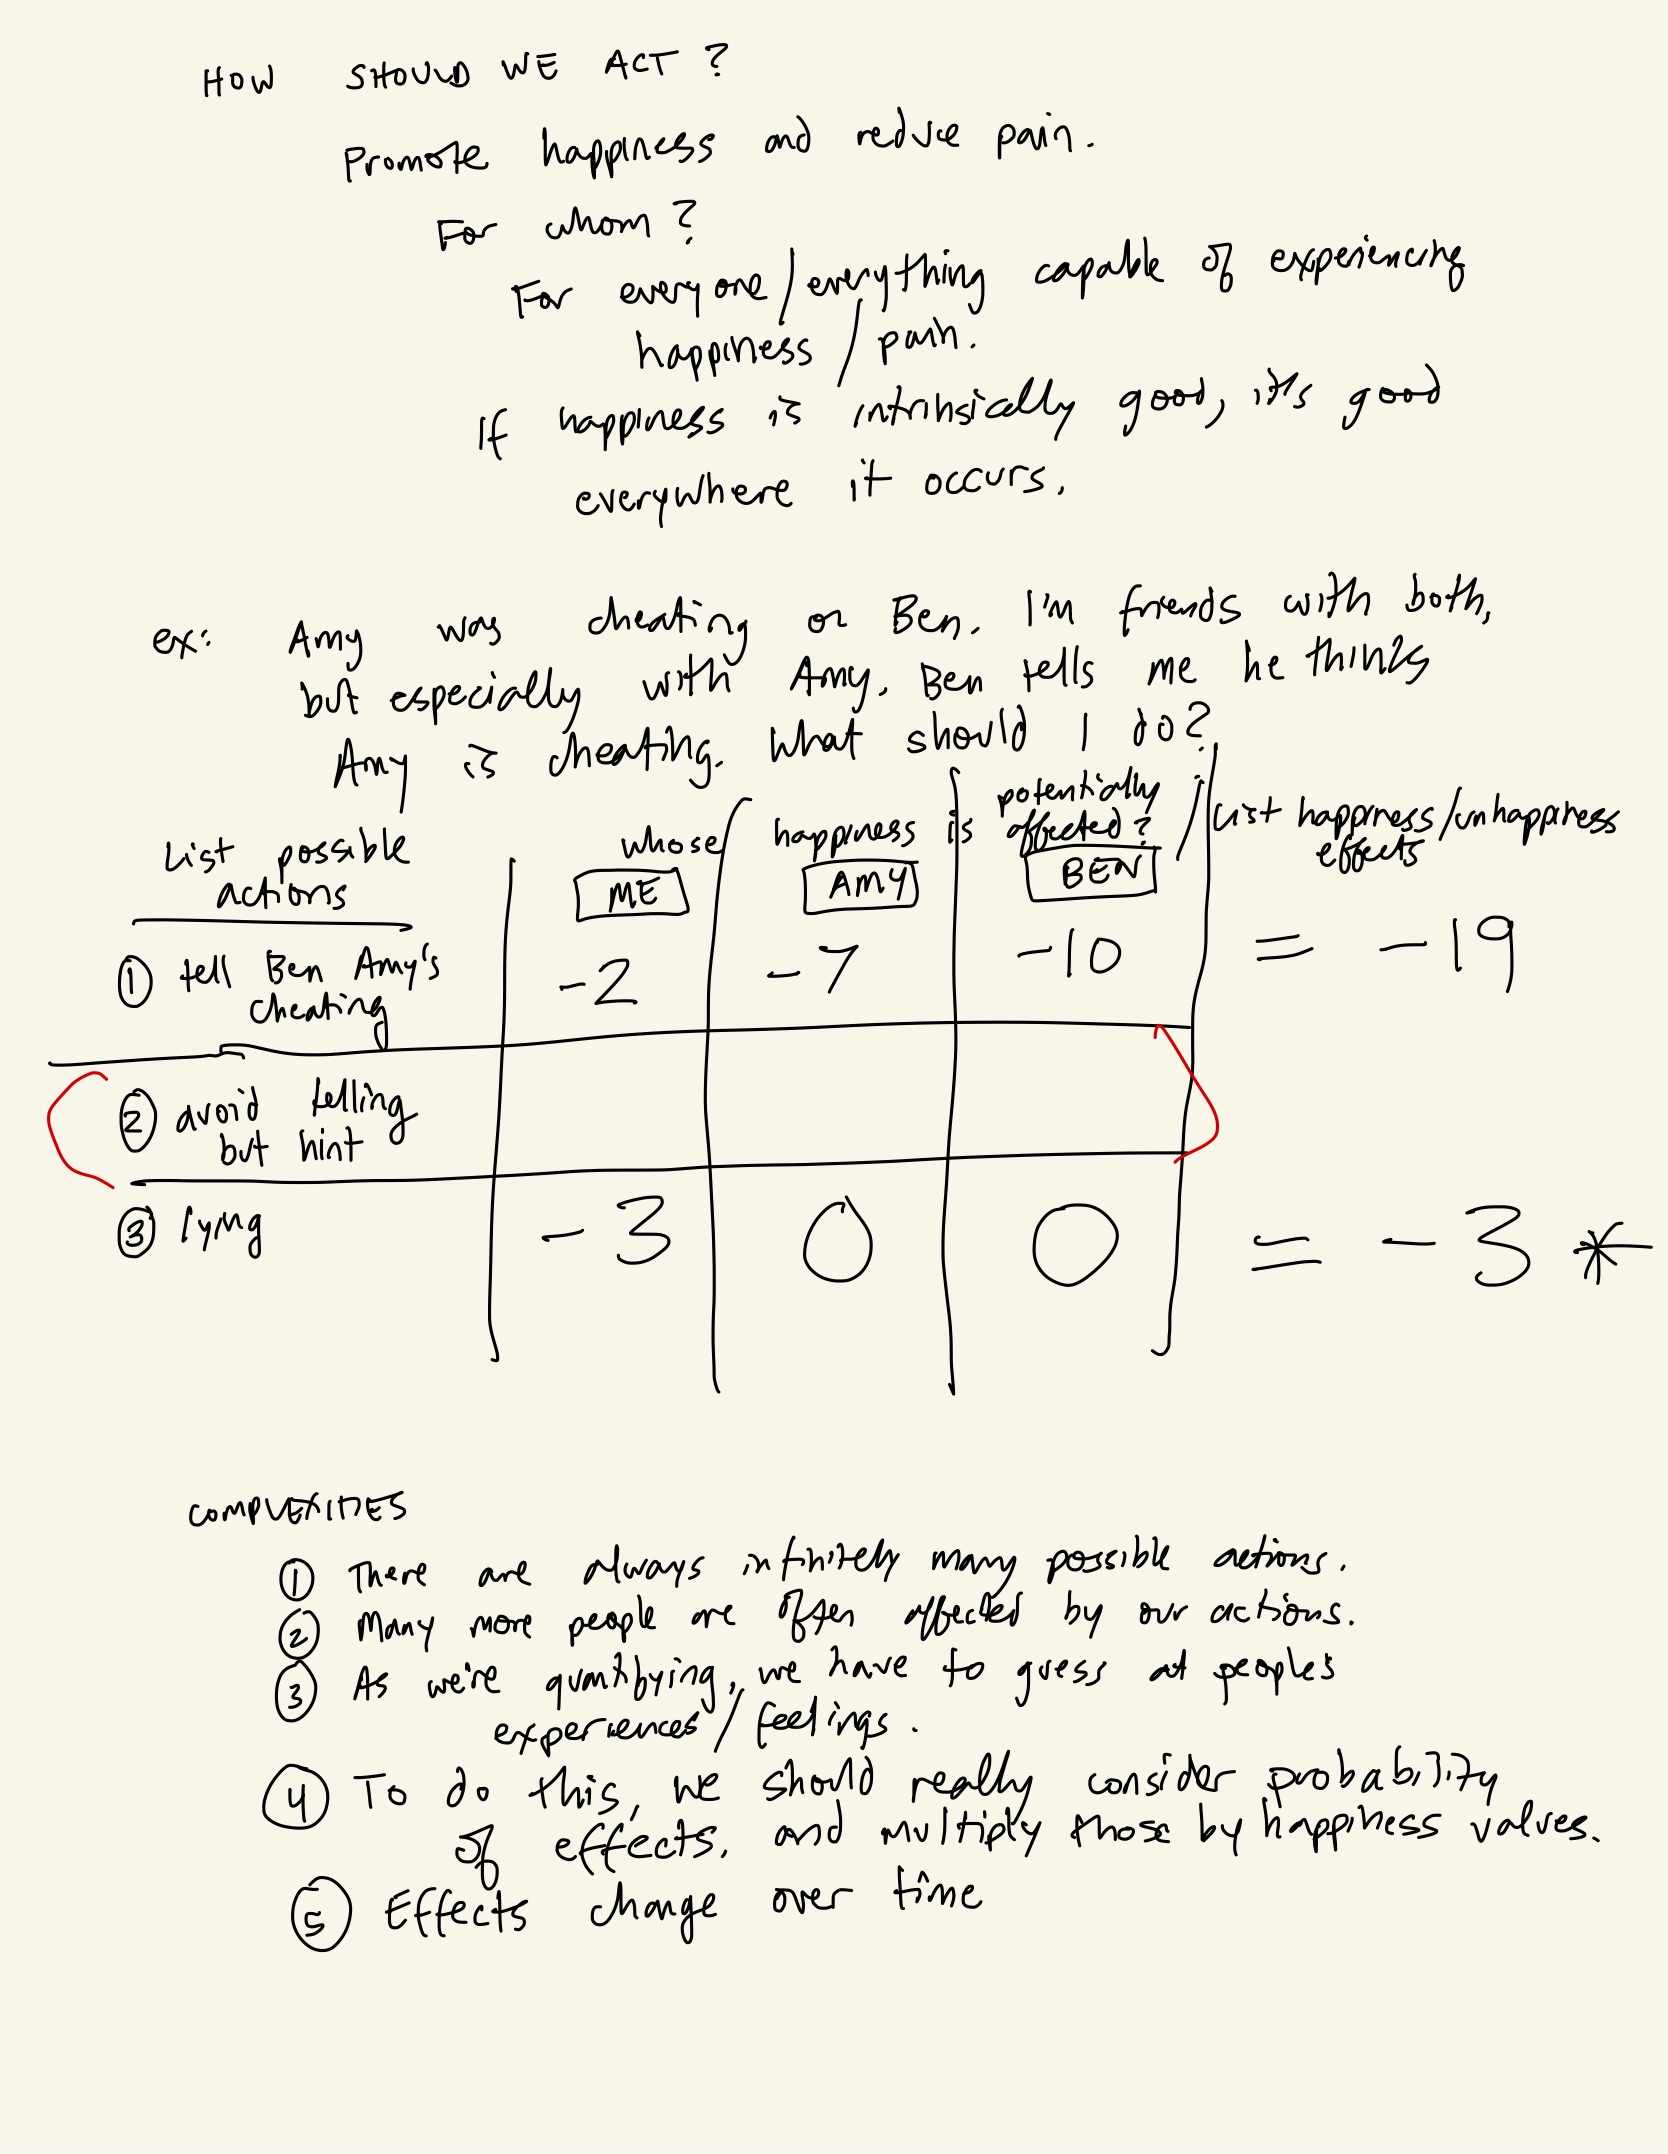 HOW SHOULD WE ACT?
Promote happiness and reduce pain.
For whom?
For everyone/everything capable of experiencing
happiness / pain.
If happiness is intrinsically good, it's good
everywhere it occurs.
ex: Amy was cheating on Ben. I'm friends with both,
but especially with Amy. Ben tells me he thinks
Amy is cheating. What should I do?
List possible
actions
whose happiness is potentially
affected? /
List happiness/unhappiness
effects
ME AMY BEN
① tell Ben Amy's
cheating
-2 -7 -10 = -19
② avoid telling
but hint
③ lying -3 0 0 = -3 *
COMPLEXITIES
① There are always infinitely many possible actions.
② Many more people are often affected by our actions.
③ As we're quantifying, we have to guess at people's
experiences/feelings.
④ To do this, we should really consider probability
of effects, and multiply those by happiness values.
⑤ Effects change over time